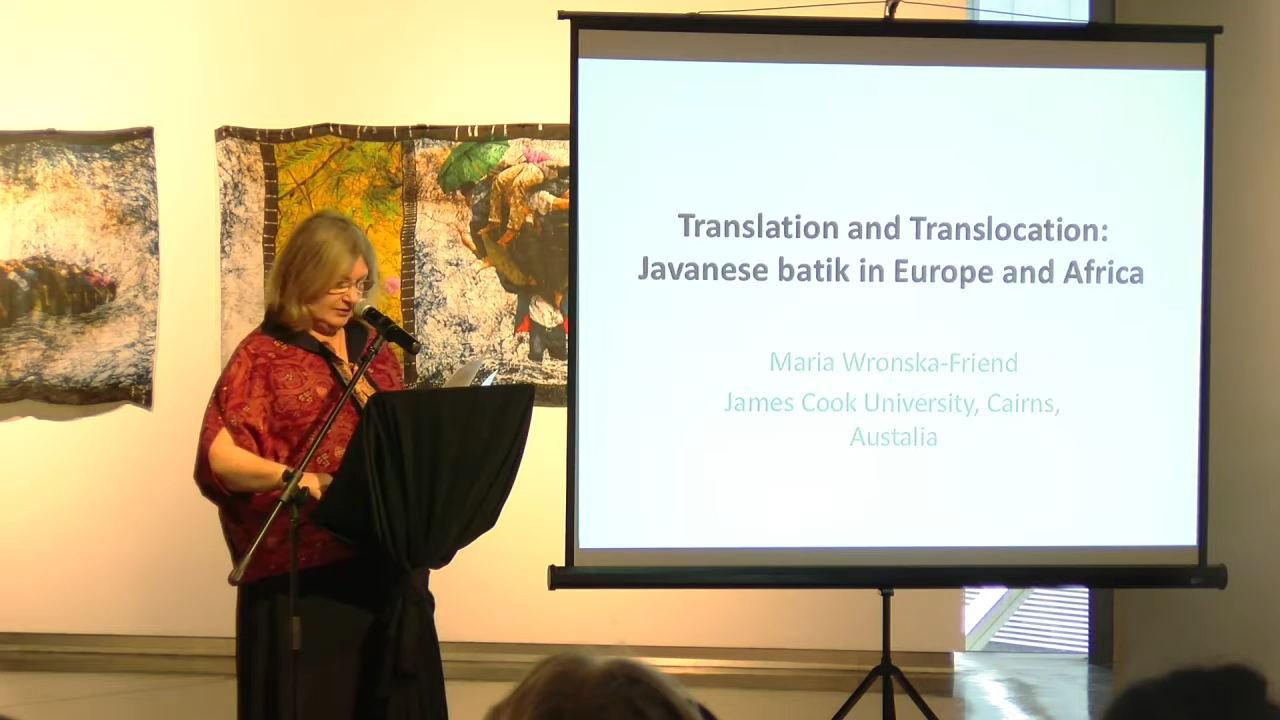 Translation and Translocation:
Javanese batik in Europe and Africa
Maria Wronska-Friend
James Cook University, Cairns,
Austalia